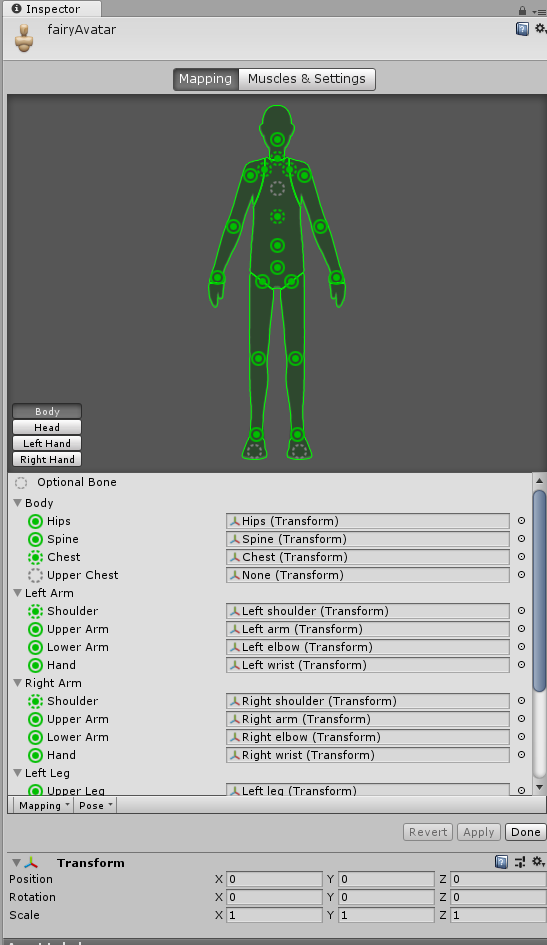 Inspector
fairyAvatar
Mapping Muscles & Settings
Body
Head
Left Hand
Right Hand
Optional Bone
Body
Hips Hips (Transform)
Spine Spine (Transform)
Chest Chest (Transform)
Upper Chest None (Transform)
Left Arm
Shoulder Left shoulder (Transform)
Upper Arm Left arm (Transform)
Lower Arm Left elbow (Transform)
Hand Left wrist (Transform)
Right Arm
Shoulder Right shoulder (Transform)
Upper Arm Right arm (Transform)
Lower Arm Right elbow (Transform)
Hand Right wrist (Transform)
Left Leg
Upper Leg Left leg (Transform)
Mapping Pose
Revert Apply Done
Transform
Position X 0 Y 0 Z 0
Rotation X 0 Y 0 Z 0
Scale X 1 Y 1 Z 1